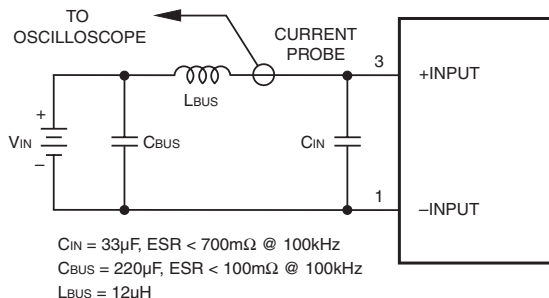 TO
OSCILLOSCOPE
CURRENT
PROBE
3
+INPUT
LBUS
+
VIN
–
CBUS
CIN
1
–INPUT
CIN = 33µF, ESR < 700mΩ @ 100kHz
CBUS = 220µF, ESR < 100mΩ @ 100kHz
LBUS = 12µH